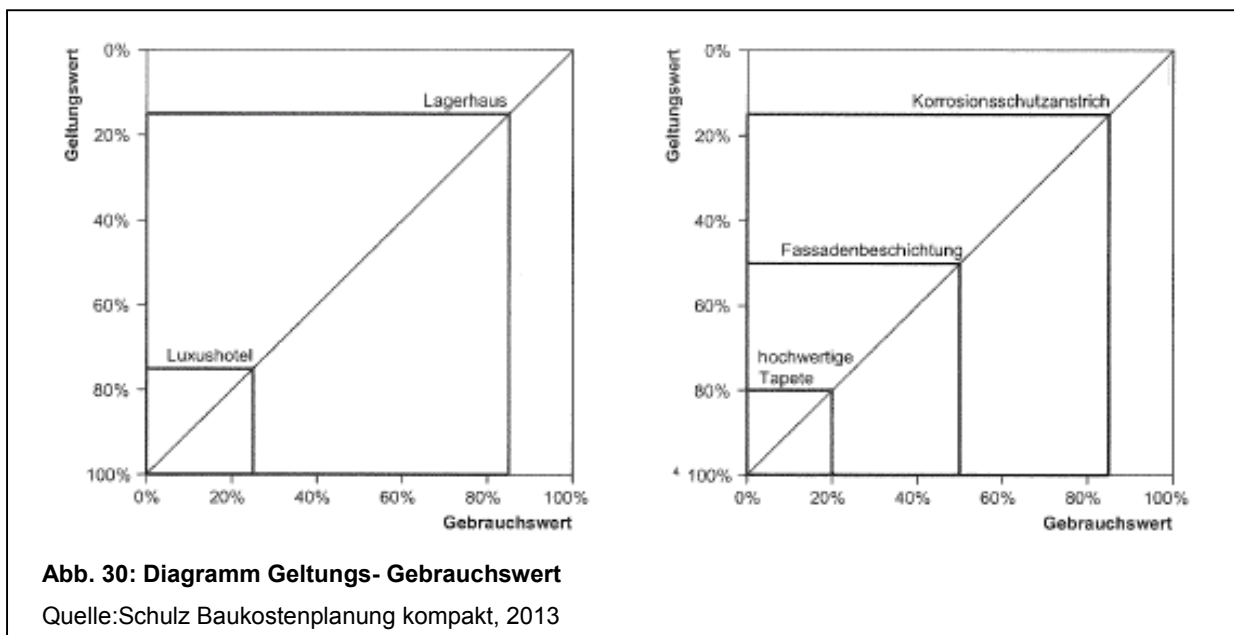 Geltungswert
0%
20%
40%
60%
80%
100%
Lagerhaus
Luxushotel
0%
20%
40%
60%
80%
100%
Gebrauchswert
Geltungswert
0%
20%
40%
60%
80%
4 100%
Korrosionsschutzanstrich
Fassadenbeschichtung
hochwertige
Tapete
0%
20%
40%
60%
80%
100%
Gebrauchswert
Abb. 30: Diagramm Geltungs- Gebrauchswert
Quelle:Schulz Baukostenplanung kompakt, 2013